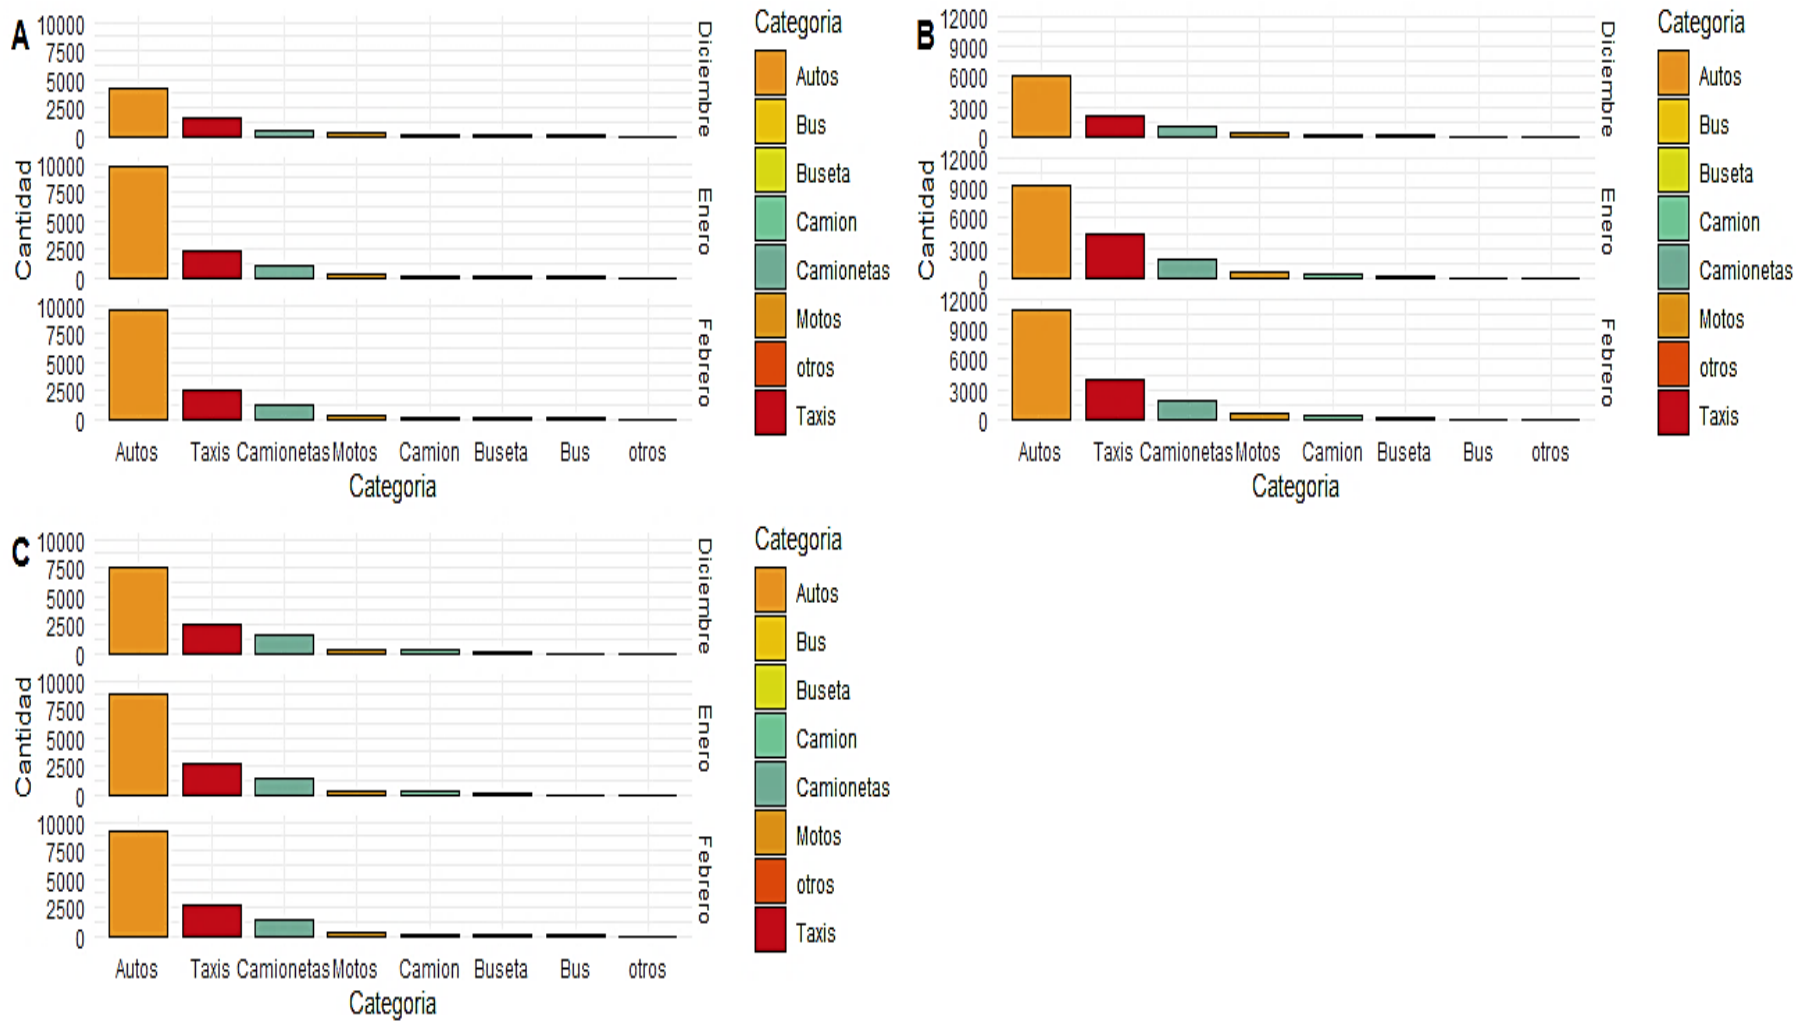 A
Cantidad
10000
7500
5000
2500
0
Diciembre
10000
7500
5000
2500
0
Enero
10000
7500
5000
2500
0
Febrero
Autos Taxis Camionetas Motos Camion Buseta Bus otros
Categoria
Categoria
Autos
Bus
Buseta
Camion
Camionetas
Motos
otros
Taxis
B
Cantidad
12000
9000
6000
3000
0
Diciembre
12000
9000
6000
3000
0
Enero
12000
9000
6000
3000
0
Febrero
Autos Taxis Camionetas Motos Camion Buseta Bus otros
Categoria
Categoria
Autos
Bus
Buseta
Camion
Camionetas
Motos
otros
Taxis
C
Cantidad
10000
7500
5000
2500
0
Diciembre
10000
7500
5000
2500
0
Enero
10000
7500
5000
2500
0
Febrero
Autos Taxis Camionetas Motos Camion Buseta Bus otros
Categoria
Categoria
Autos
Bus
Buseta
Camion
Camionetas
Motos
otros
Taxis